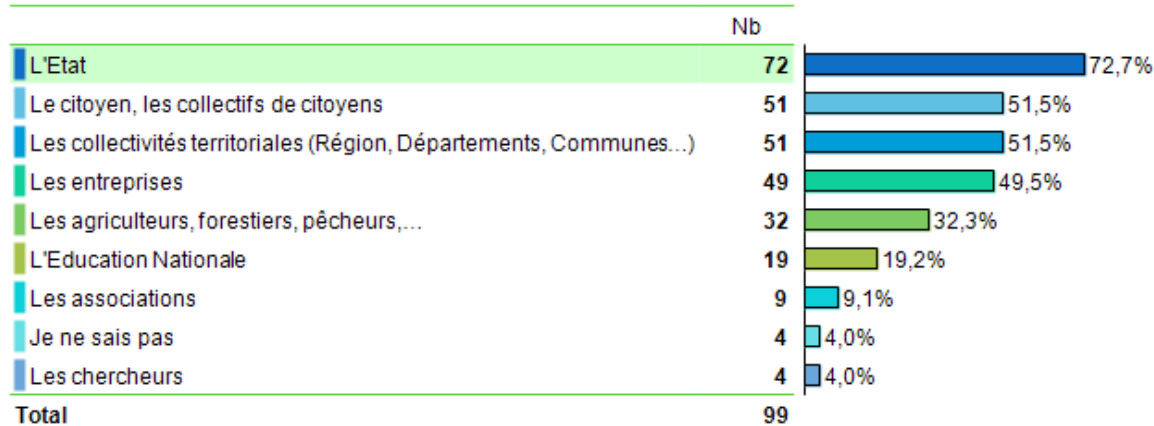 Nb
L'Etat 72 72,7%
Le citoyen, les collectifs de citoyens 51 51,5%
Les collectivités territoriales (Région, Départements, Communes...) 51 51,5%
Les entreprises 49 49,5%
Les agriculteurs, forestiers, pêcheurs,... 32 32,3%
L'Education Nationale 19 19,2%
Les associations 9 9,1%
Je ne sais pas 4 4,0%
Les chercheurs 4 4,0%
Total 99